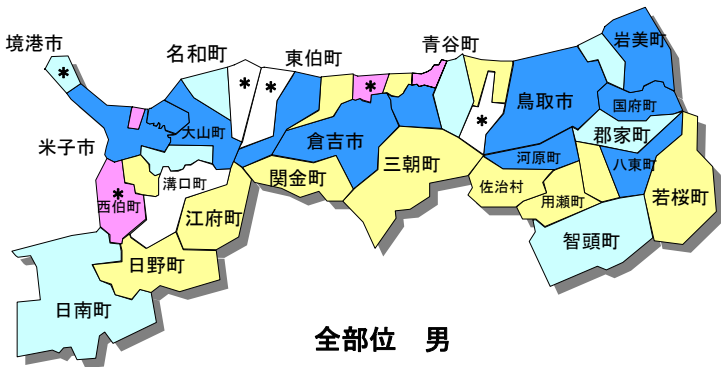 境港市
*
名和町
東伯町
青谷町
岩美町
*
*
*
鳥取市
国府町
米子市
大山町
倉吉市
*
郡家町
三朝町
河原町
八東町
*
西伯町
溝口町
関金町
佐治村
用瀬町
若桜町
江府町
智頭町
日野町
日南町
全部位 男